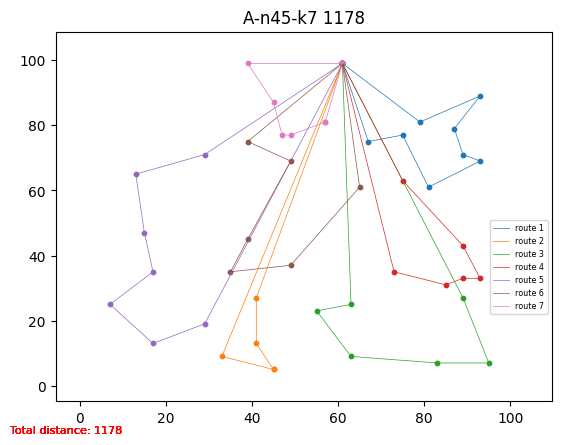 A-n45-k7 1178
100
80
60
40
20
0
0 20 40 60 80 100
route 1
route 2
route 3
route 4
route 5
route 6
route 7
Total distance: 1178